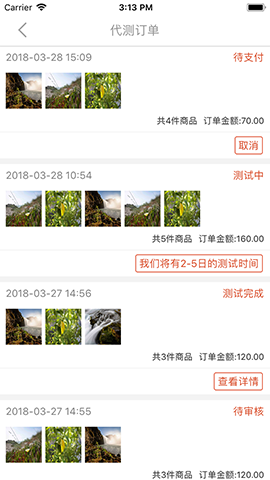 Carrier 3:13 PM
代测订单
2018-03-28 15:09 待支付
共4件商品 订单金额:70.00
取消
2018-03-28 10:54 测试中
共5件商品 订单金额:160.00
我们将有2-5日的测试时间
2018-03-27 14:56 测试完成
共3件商品 订单金额:120.00
查看详情
2018-03-27 14:55 待审核
共3件商品 订单金额:120.00